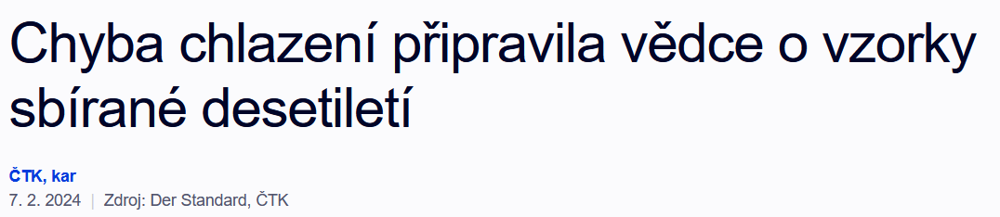 Chyba chlazení připravila vědce o vzorky
sbírané desetiletí
ČTK, kar
7. 2. 2024 | Zdroj: Der Standard, ČTK